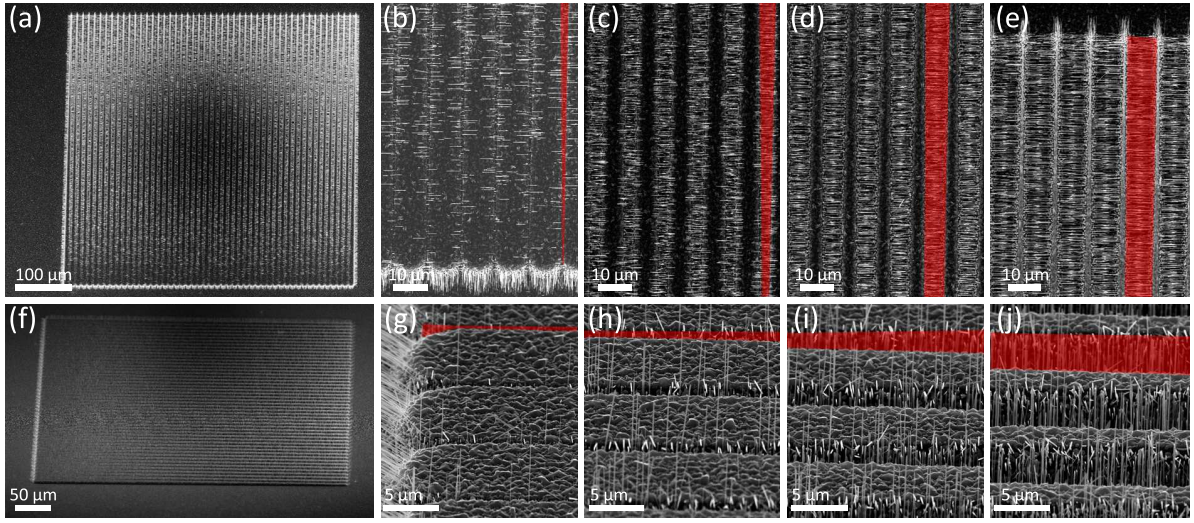 (a)
(b)
(c)
(d)
(e)
100 µm
10 µm
10 µm
10 µm
10 µm
(f)
(g)
(h)
(i)
(j)
50 µm
5 µm
5 µm
5 µm
5 µm